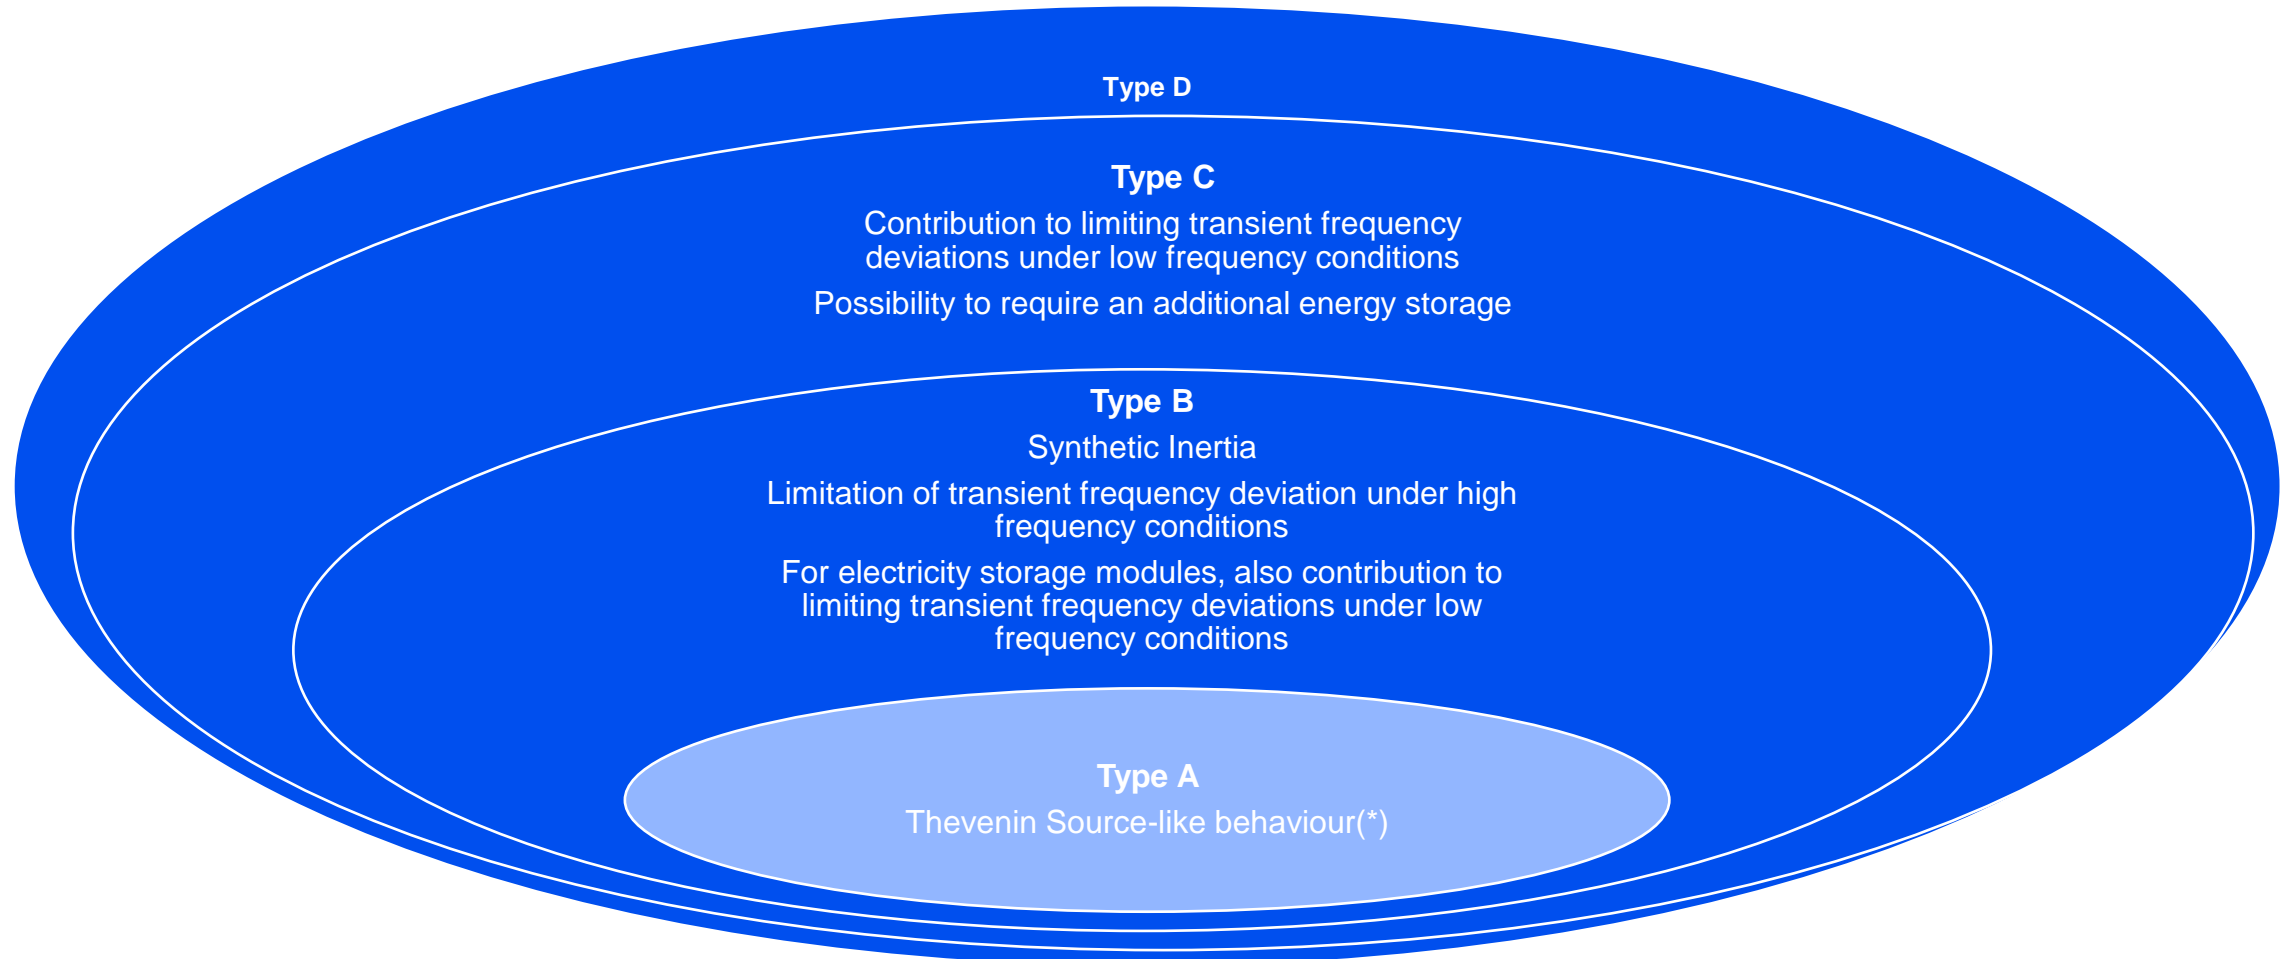 Type D
Type C
Contribution to limiting transient frequency
deviations under low frequency conditions
Possibility to require an additional energy storage
Type B
Synthetic Inertia
Limitation of transient frequency deviation under high
frequency conditions
For electricity storage modules, also contribution to
limiting transient frequency deviations under low
frequency conditions
Type A
Thevenin Source-like behaviour(*)